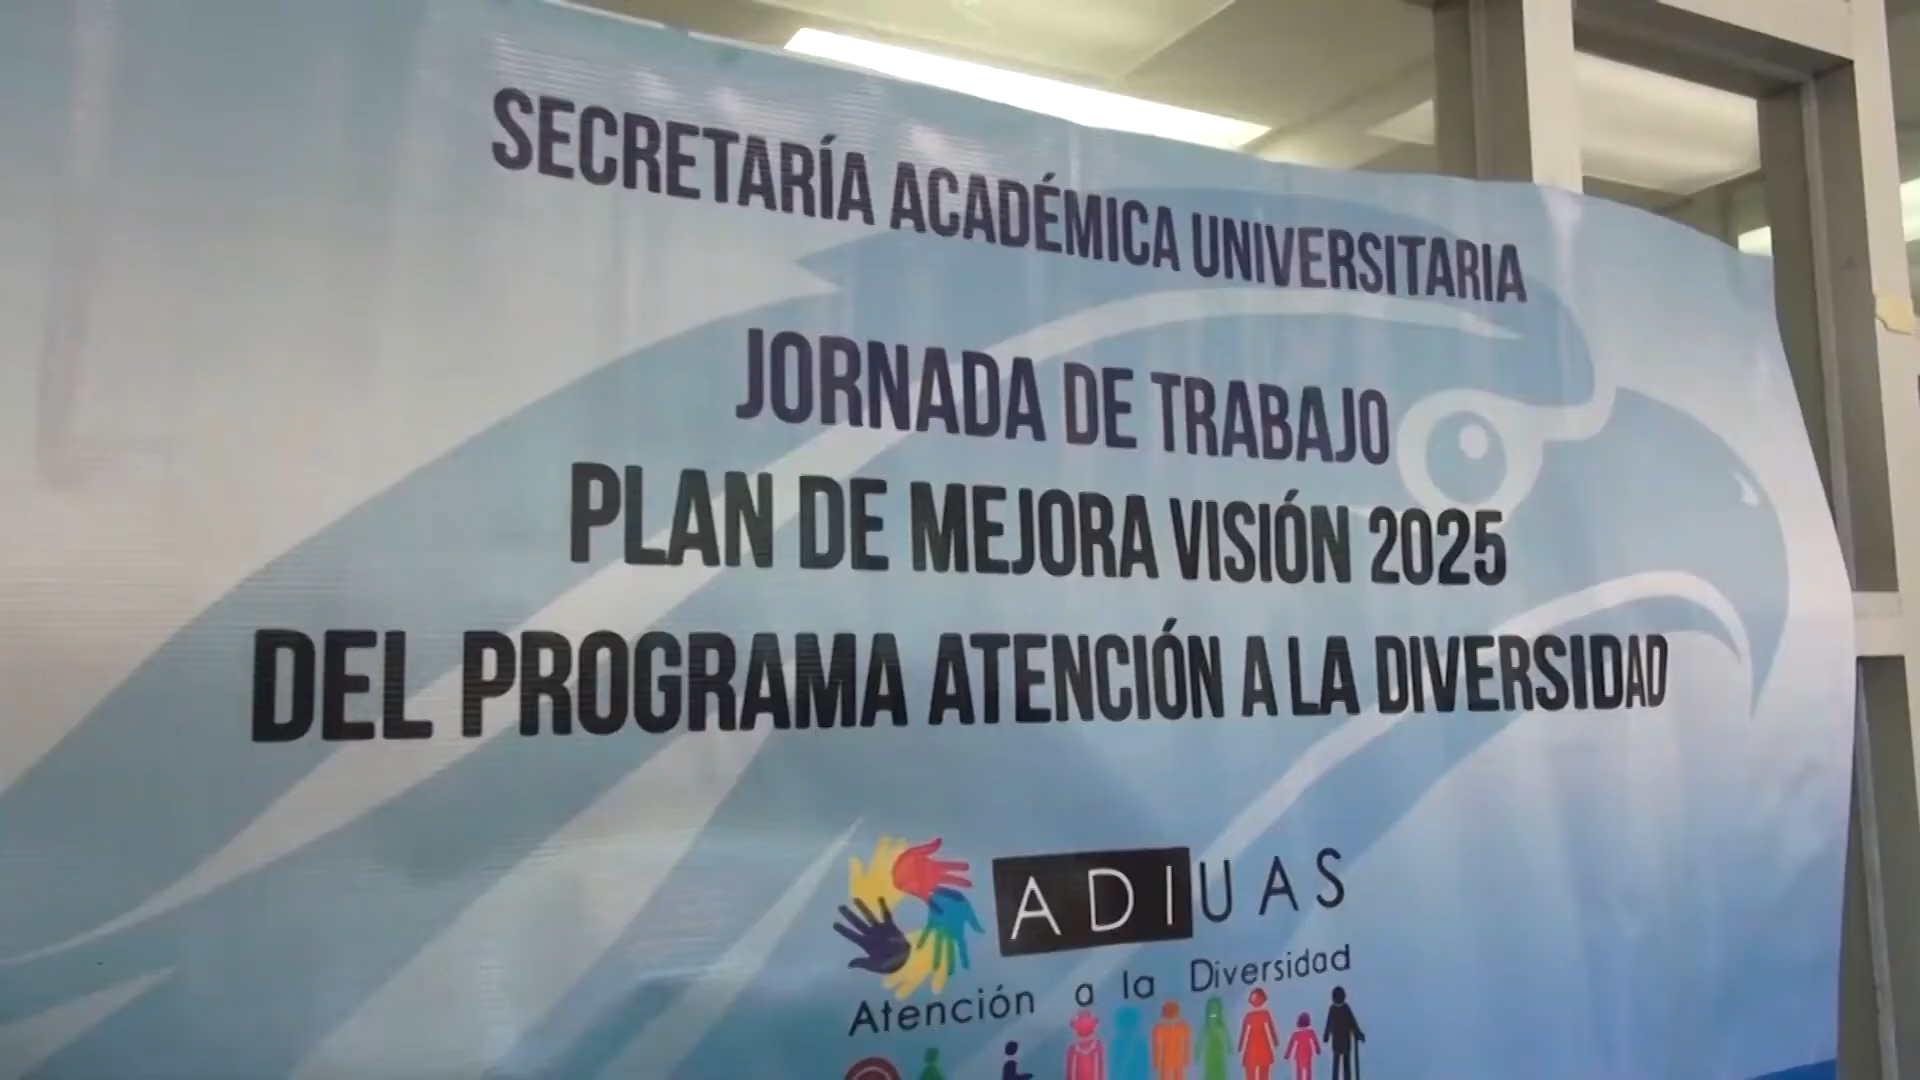 SECRETARÍA ACADÉMICA UNIVERSITARIA
JORNADA DE TRABAJO
PLAN DE MEJORA VISIÓN 2025
DEL PROGRAMA ATENCIÓN A LA DIVERSIDAD
ADIUAS
Atención a la Diversidad